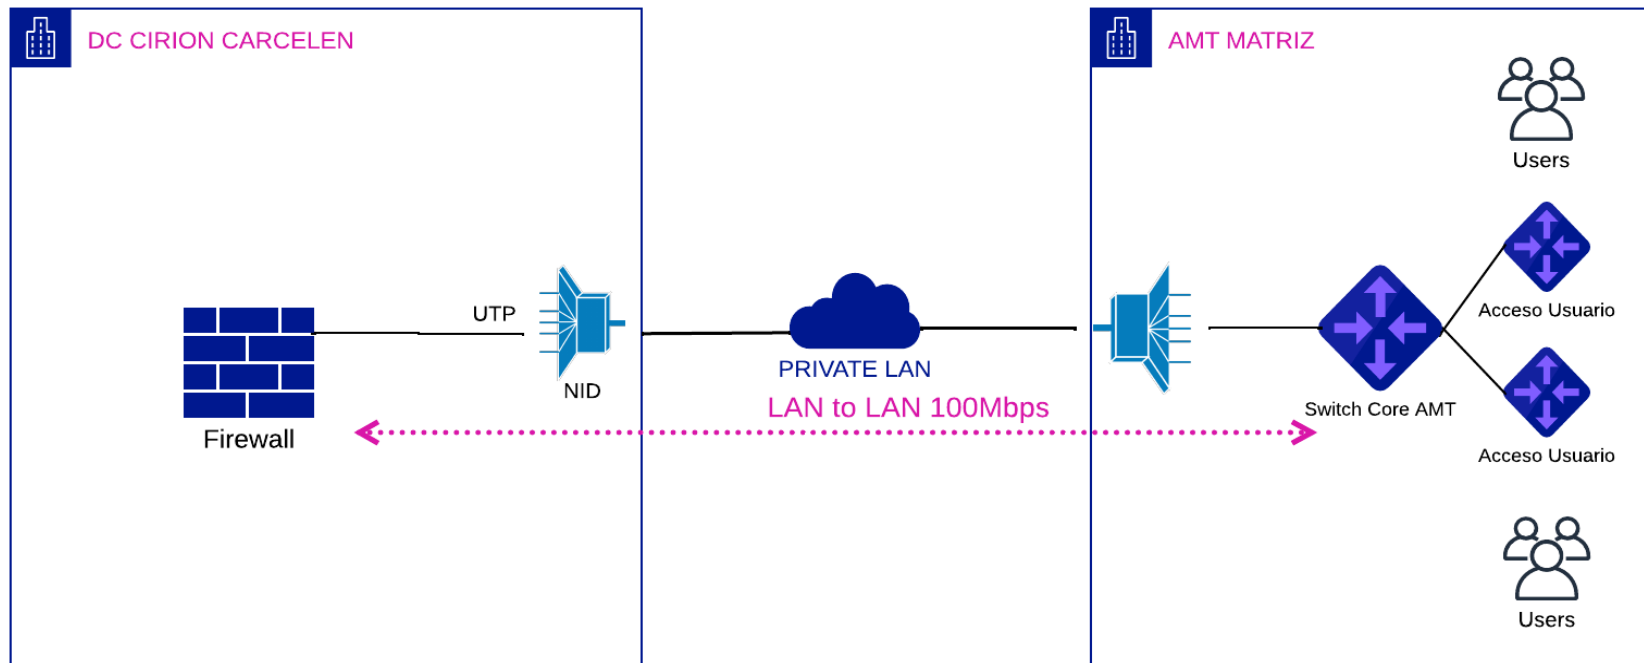 DC CIRION CARCELEN
AMT MATRIZ
Users
UTP
NID
Firewall
PRIVATE LAN
LAN to LAN 100Mbps
Switch Core AMT
Acceso Usuario
Acceso Usuario
Users